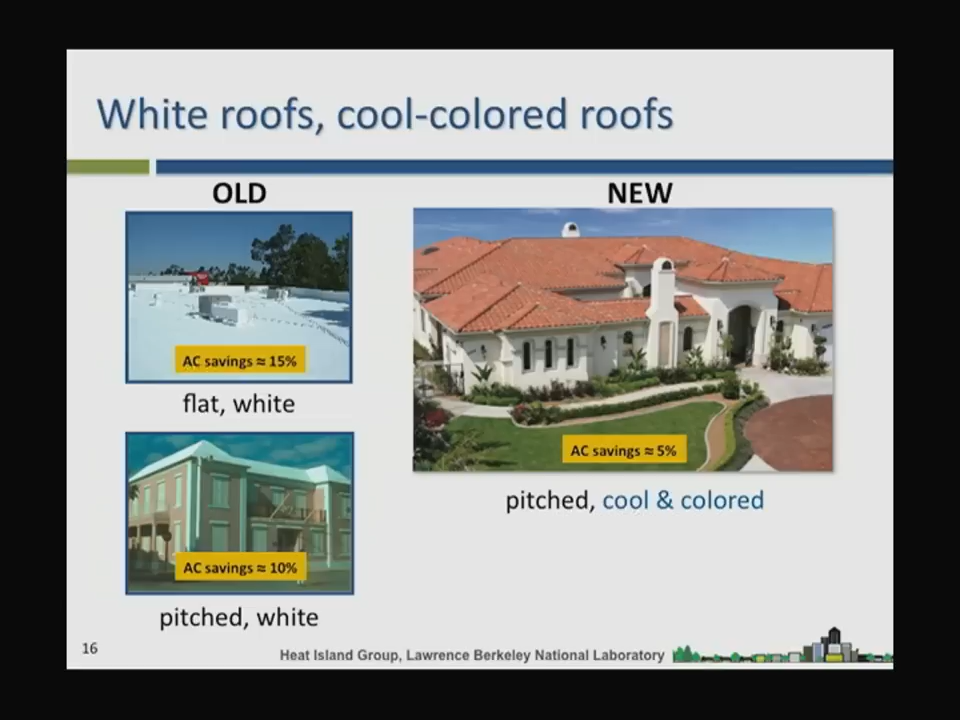 White roofs, cool-colored roofs
OLD
AC savings ≈ 15%
flat, white
AC savings ≈ 10%
pitched, white
NEW
AC savings ≈ 5%
pitched, cool & colored
16
Heat Island Group, Lawrence Berkeley National Laboratory